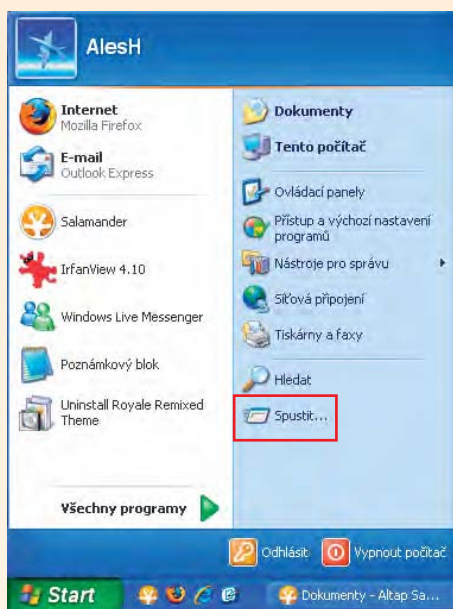 AlesH
Internet
Mozilla Firefox
E-mail
Outlook Express
Salamander
IrfanView 4.10
Windows Live Messenger
Poznámkový blok
Uninstall Royale Remixed
Theme
Všechny programy
Dokumenty
Tento počítač
Ovládací panely
Přístup a výchozí nastavení
programů
Nástroje pro správu
Síťová připojení
Tiskárny a faxy
Hledat
Spustit...
Odhlásit
Vypnout počítač
Start
Dokumenty - Altap Sa...